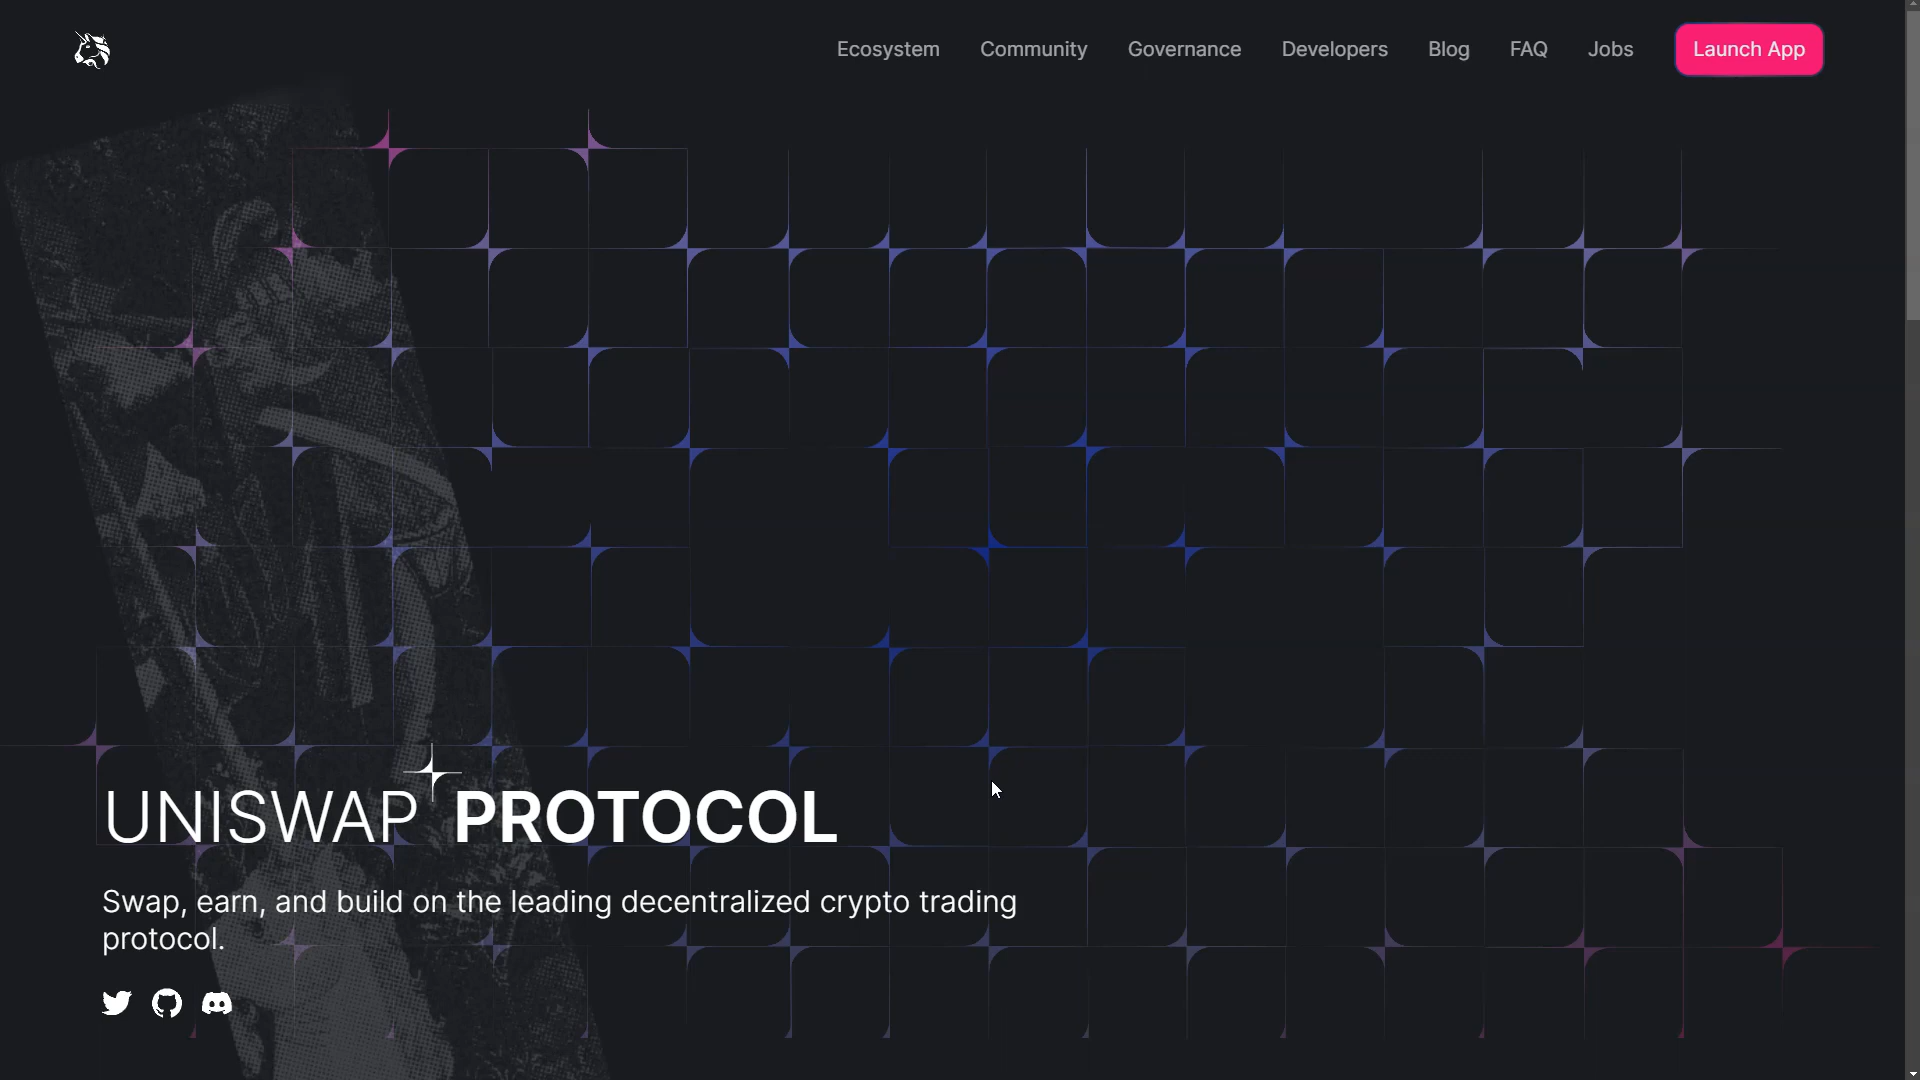 Ecosystem Community Governance Developers Blog FAQ Jobs Launch App
UNISWAP PROTOCOL
Swap, earn, and build on the leading decentralized crypto trading
protocol.